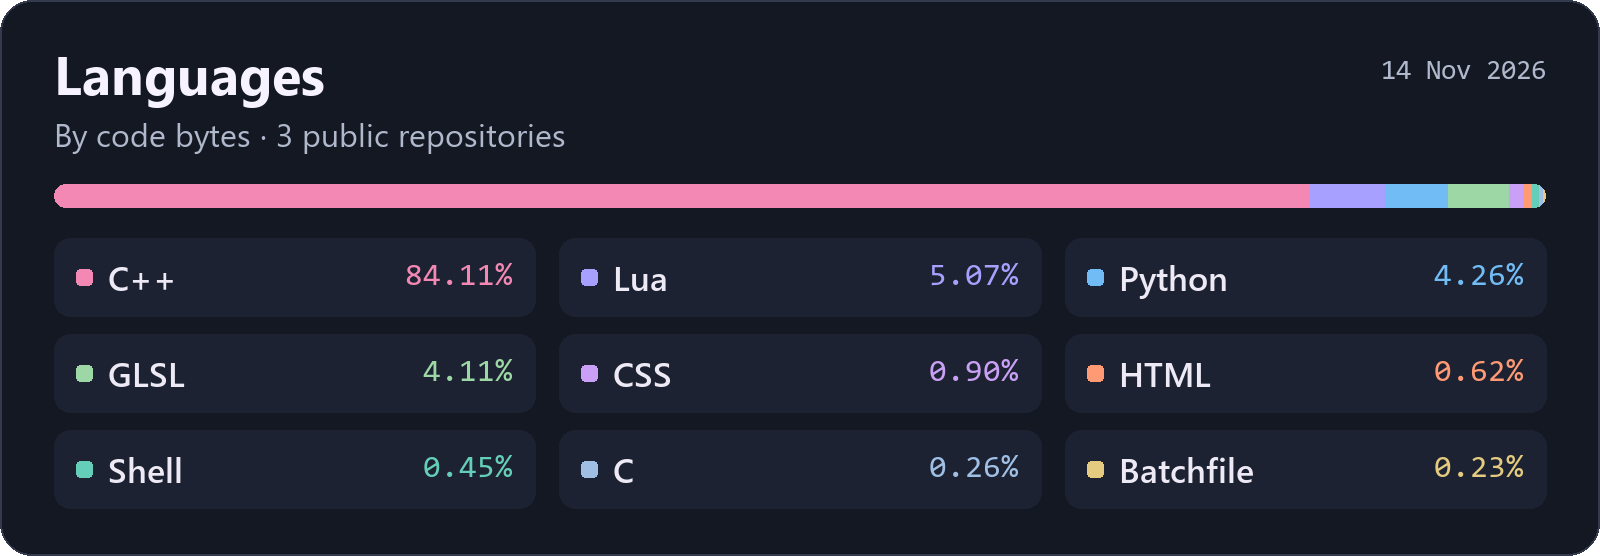 Languages
14 Nov 2026
By code bytes · 3 public repositories
C++ 84.11%
Lua 5.07%
Python 4.26%
GLSL 4.11%
CSS 0.90%
HTML 0.62%
Shell 0.45%
C 0.26%
Batchfile 0.23%